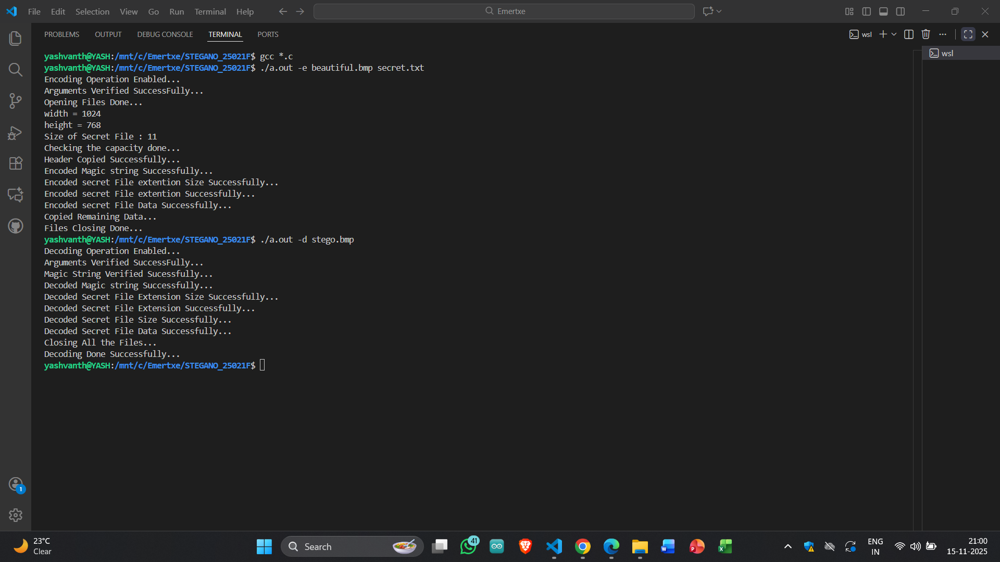 File Edit Selection View Go Run Terminal Help
Emertxe
PROBLEMS OUTPUT DEBUG CONSOLE TERMINAL PORTS
wsl
wsl
yashvanth@YASH:/mnt/c/Emertxe/STEGANO_25021F$ gcc *.c
yashvanth@YASH:/mnt/c/Emertxe/STEGANO_25021F$ ./a.out -e beautiful.bmp secret.txt
Encoding Operation Enabled...
Arguments Verified SuccessFully...
Opening Files Done...
width = 1024
height = 768
Size of Secret File : 11
Checking the capacity done...
Header Copied Successfully...
Encoded Magic string Successfully...
Encoded secret File extention Size Successfully...
Encoded secret File extention Successfully...
Encoded secret File Data Successfully...
Copied Remaining Data...
Files Closing Done...
yashvanth@YASH:/mnt/c/Emertxe/STEGANO_25021F$ ./a.out -d stego.bmp
Decoding Operation Enabled...
Arguments Verified SuccessFully...
Magic String Verified Sucessfully...
Decoded Magic string Successfully...
Decoded Secret File Extension Size Successfully...
Decoded Secret File Extension Successfully...
Decoded Secret File Size Successfully...
Decoded Secret File Data Successfully...
Closing All the Files...
Decoding Done Successfully...
yashvanth@YASH:/mnt/c/Emertxe/STEGANO_25021F$
1
23°C
Clear
Search
41
ENG
IN
21:00
15-11-2025